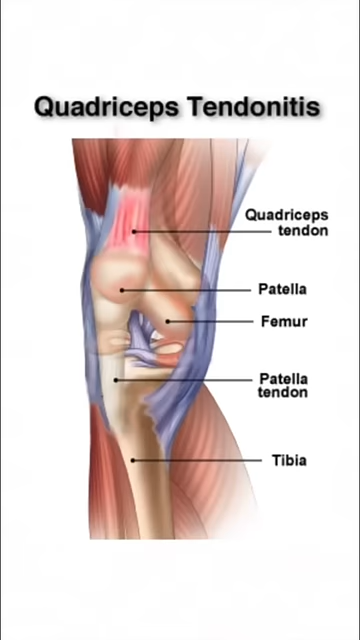 Quadriceps Tendonitis
Quadriceps
tendon
Patella
Femur
Patella
tendon
Tibia